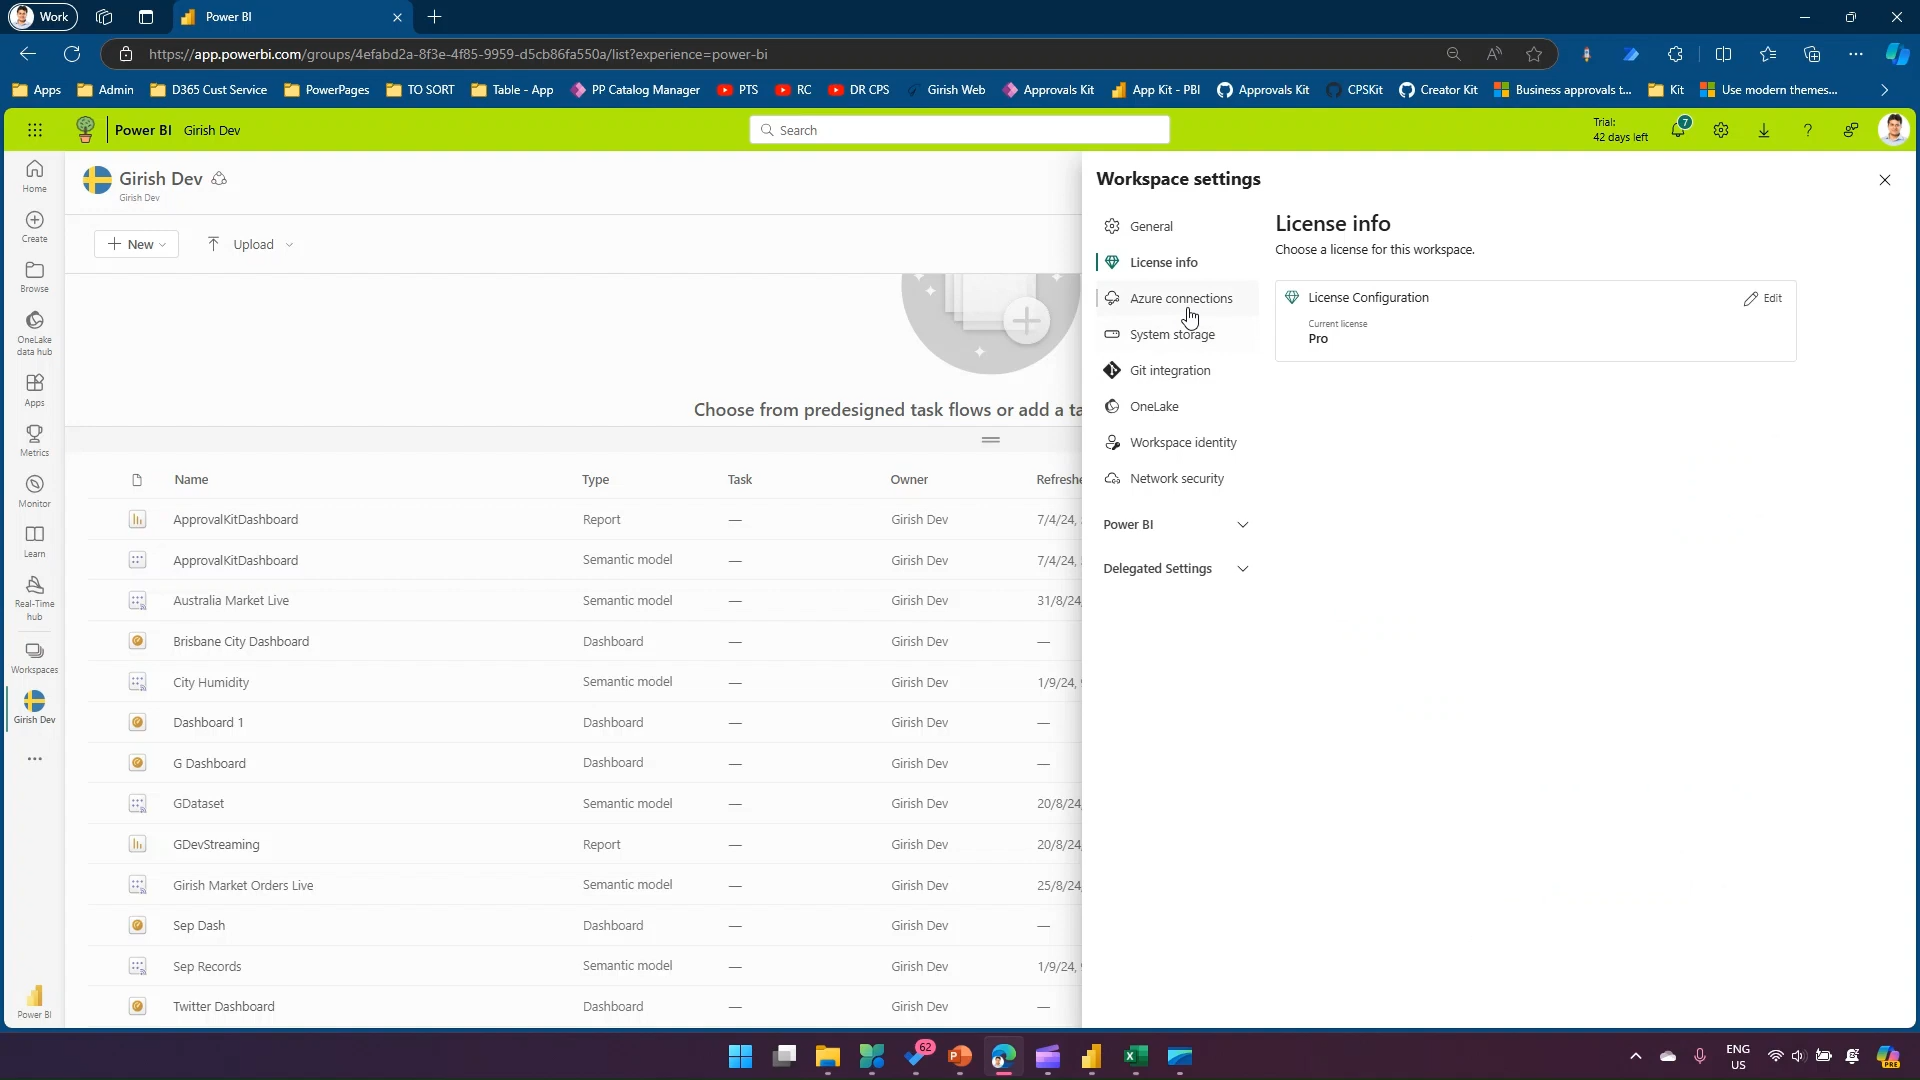 Work
Power BI
https://app.powerbi.com/groups/4efabd2a-8f3e-4f85-9959-d5cb86fa550a/list?experience=power-bi
Apps
Admin
D365 Cust Service
PowerPages
TO SORT
Table - App
PP Catalog Manager
PTS
RC
DR CPS
Girish Web
Approvals Kit
App Kit - PBI
Approvals Kit
CPSKit
Creator Kit
Business approvals t...
Kit
Use modern themes...
Power BI Girish Dev
Search
Trial:
42 days left
7
Home
Create
Browse
OneLake
data hub
Apps
Metrics
Monitor
Learn
Real-Time
hub
Workspaces
Girish Dev
Power BI
Girish Dev
Girish Dev
New
Upload
Choose from predesigned task flows or add a ta
Name Type Task Owner Refreshe
ApprovalKitDashboard Report — Girish Dev 7/4/24,
ApprovalKitDashboard Semantic model — Girish Dev 7/4/24,
Australia Market Live Semantic model — Girish Dev 31/8/24,
Brisbane City Dashboard Dashboard — Girish Dev —
City Humidity Semantic model — Girish Dev 1/9/24,
Dashboard 1 Dashboard — Girish Dev —
G Dashboard Dashboard — Girish Dev —
GDataset Semantic model — Girish Dev 20/8/24,
GDevStreaming Report — Girish Dev 20/8/24,
Girish Market Orders Live Semantic model — Girish Dev 25/8/24,
Sep Dash Dashboard — Girish Dev —
Sep Records Semantic model — Girish Dev 1/9/24,
Twitter Dashboard Dashboard — Girish Dev —
Workspace settings
General
License info
Azure connections
System storage
Git integration
OneLake
Workspace identity
Network security
Power BI
Delegated Settings
License info
Choose a license for this workspace.
License Configuration
Edit
Current license
Pro
62
ENG
US
PRE